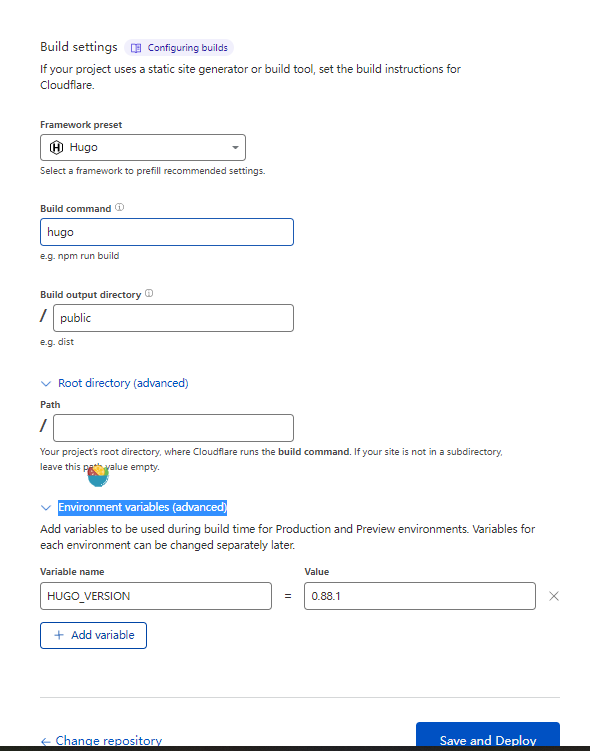 Build settings Configuring builds
If your project uses a static site generator or build tool, set the build instructions for
Cloudflare.
Framework preset
Hugo
Select a framework to prefill recommended settings.
Build command
hugo
e.g. npm run build
Build output directory
/ public
e.g. dist
Root directory (advanced)
Path
/
Your project's root directory, where Cloudflare runs the build command. If your site is not in a subdirectory,
leave this path value empty.
Environment variables (advanced)
Add variables to be used during build time for Production and Preview environments. Variables for
each environment can be changed separately later.
Variable name Value
HUGO_VERSION = 0.88.1
+ Add variable
← Change repository Save and Deploy